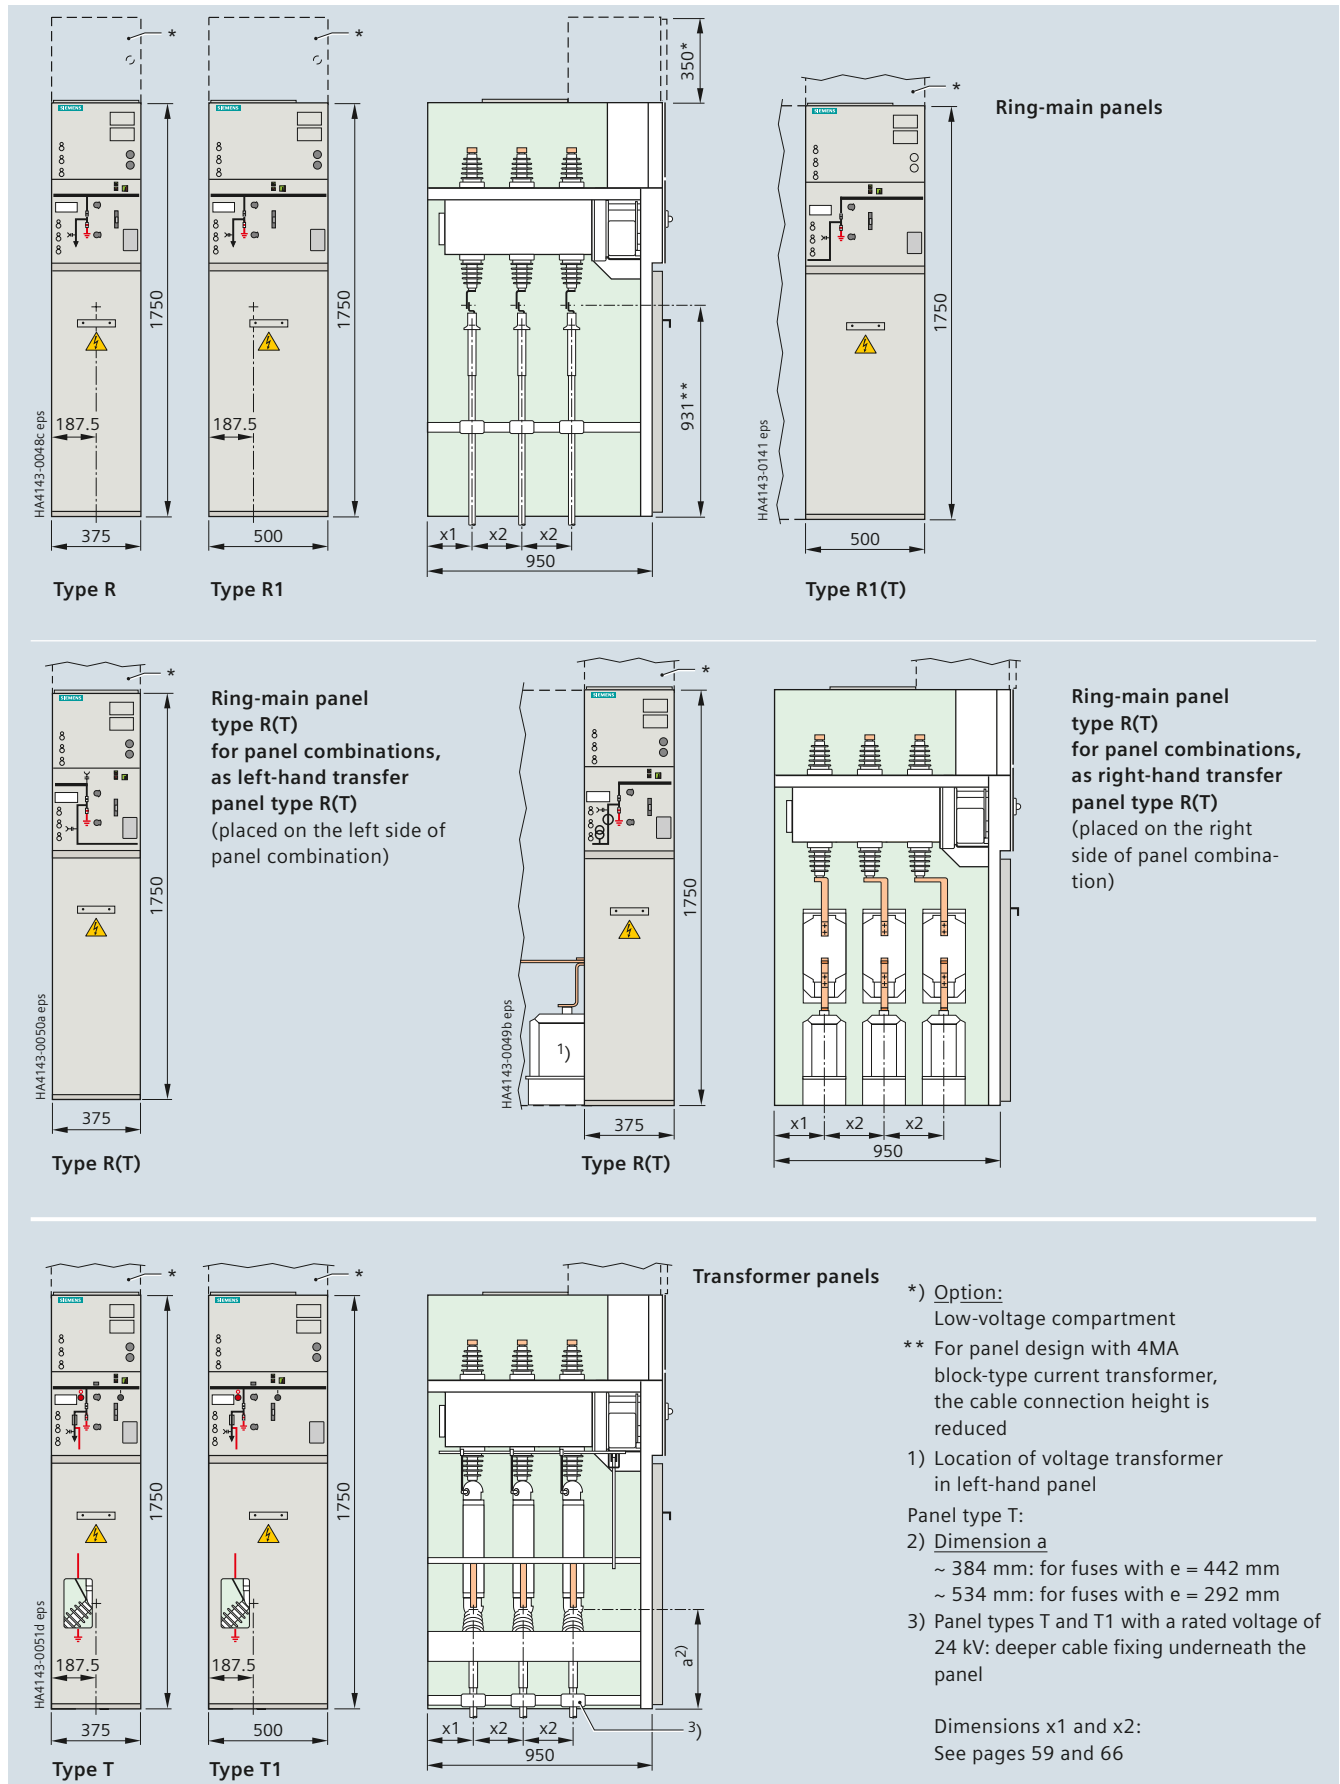 *
*
350*
*
Ring-main panels
SIEMENS
SIEMENS
SIEMENS
1750
1750
931**
1750
187.5
187.5
HA4143-0048c eps
HA4143-0141 eps
375
500
x1
x2
x2
950
500
Type R
Type R1
Type R1(T)
*
SIEMENS
1750
HA4143-0050a eps
375
Type R(T)
Ring-main panel
type R(T)
for panel combinations,
as left-hand transfer
panel type R(T)
(placed on the left side of
panel combination)
*
SIEMENS
1750
1)
HA4143-0049b eps
375
Type R(T)
x1
x2
x2
950
Ring-main panel
type R(T)
for panel combinations,
as right-hand transfer
panel type R(T)
(placed on the right
side of panel combina-
tion)
*
*
Transformer panels
SIEMENS
SIEMENS
1750
1750
187.5
187.5
HA4143-0051d eps
a2)
375
500
x1
x2
x2
3)
950
Type T
Type T1
*) Option:
Low-voltage compartment
** For panel design with 4MA
block-type current transformer,
the cable connection height is
reduced
1) Location of voltage transformer
in left-hand panel
Panel type T:
2) Dimension a
~ 384 mm: for fuses with e = 442 mm
~ 534 mm: for fuses with e = 292 mm
3) Panel types T and T1 with a rated voltage of
24 kV: deeper cable fixing underneath the
panel
Dimensions x1 and x2:
See pages 59 and 66